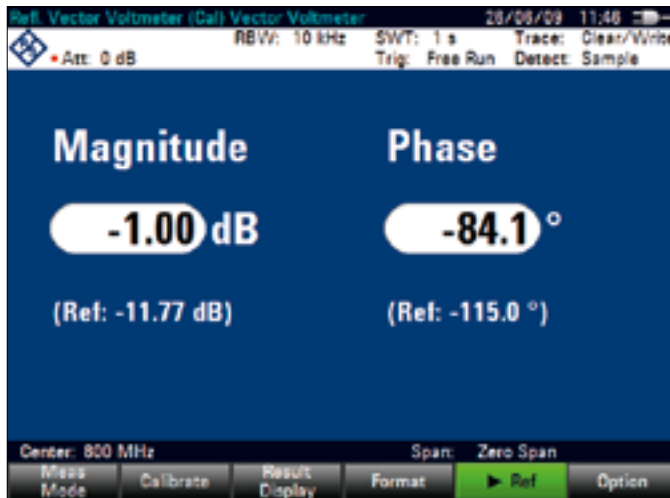 Refl. Vector Voltmeter (Cal) Vector Voltmeter 26/06/09 11:46
Att: 0 dB RBW: 10 kHz SWT: 1 s Trace: Clear/Write
Trig: Free Run Detect: Sample
Magnitude Phase
-1.00 dB -84.1 °
(Ref: -11.77 dB) (Ref: -115.0 °)
Center: 800 MHz Span: Zero Span
Meas Mode Calibrate Result Display Format ▶ Ref Option